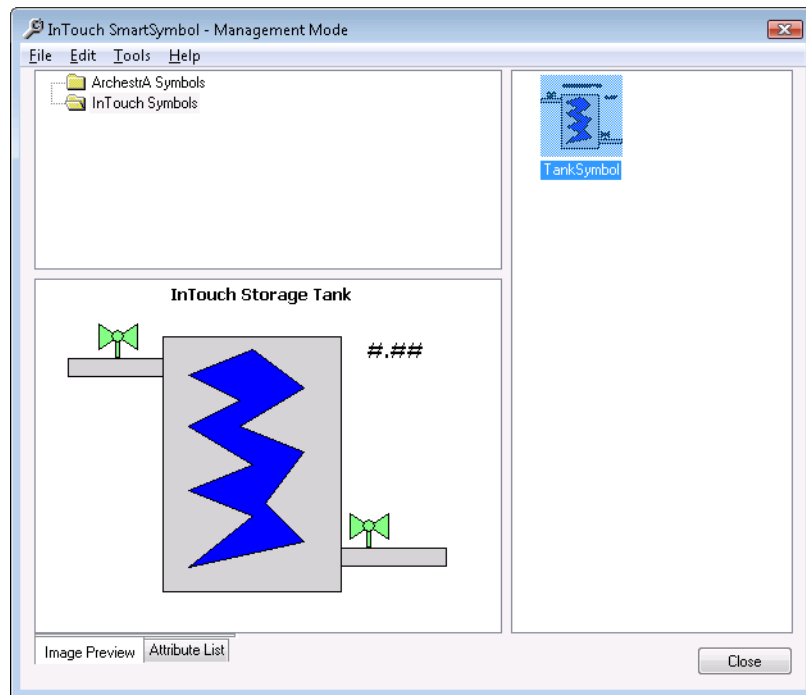 InTouch SmartSymbol - Management Mode
File Edit Tools Help
ArchestrA Symbols
InTouch Symbols
TankSymbol
InTouch Storage Tank
#.##
Image Preview Attribute List
Close